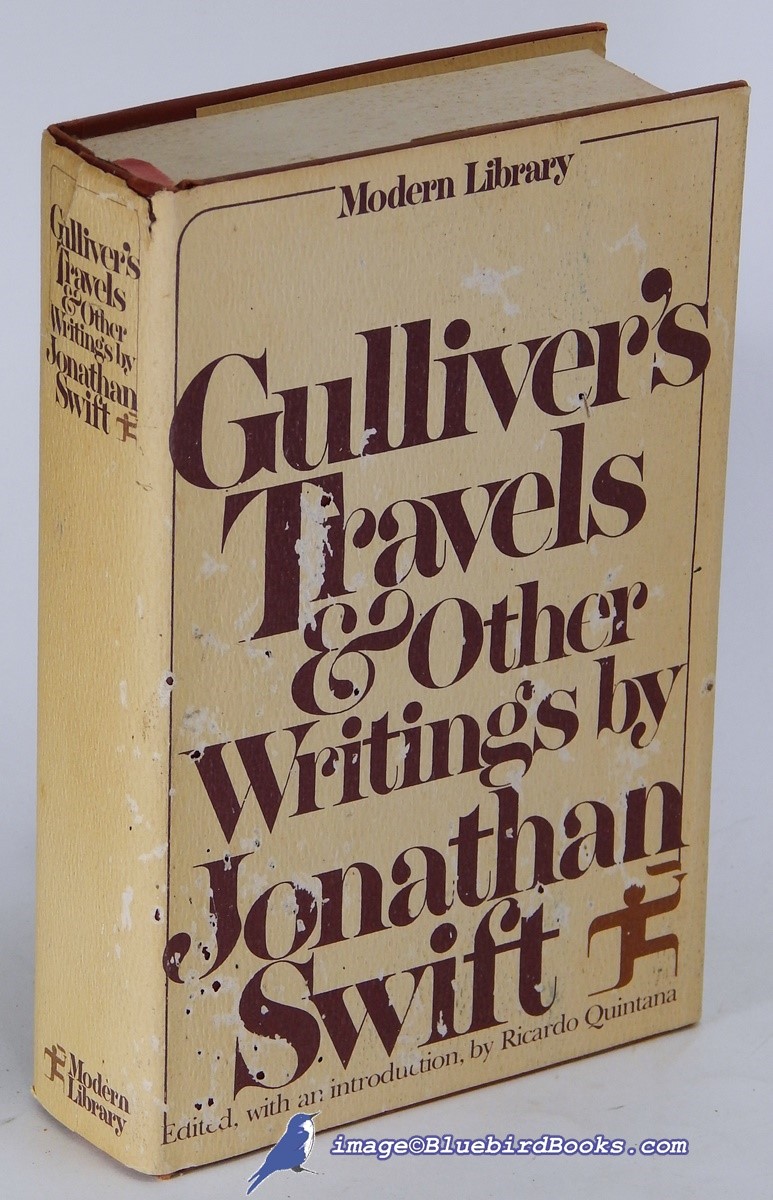 Gulliver's
Travels
& Other
Writings by
Jonathan
Swift
Modern
Library
Modern Library
Gulliver's
Travels
& Other
Writings by
Jonathan
Swift
Edited, with an introduction, by Ricardo Quintana
image©BluebirdBooks.com